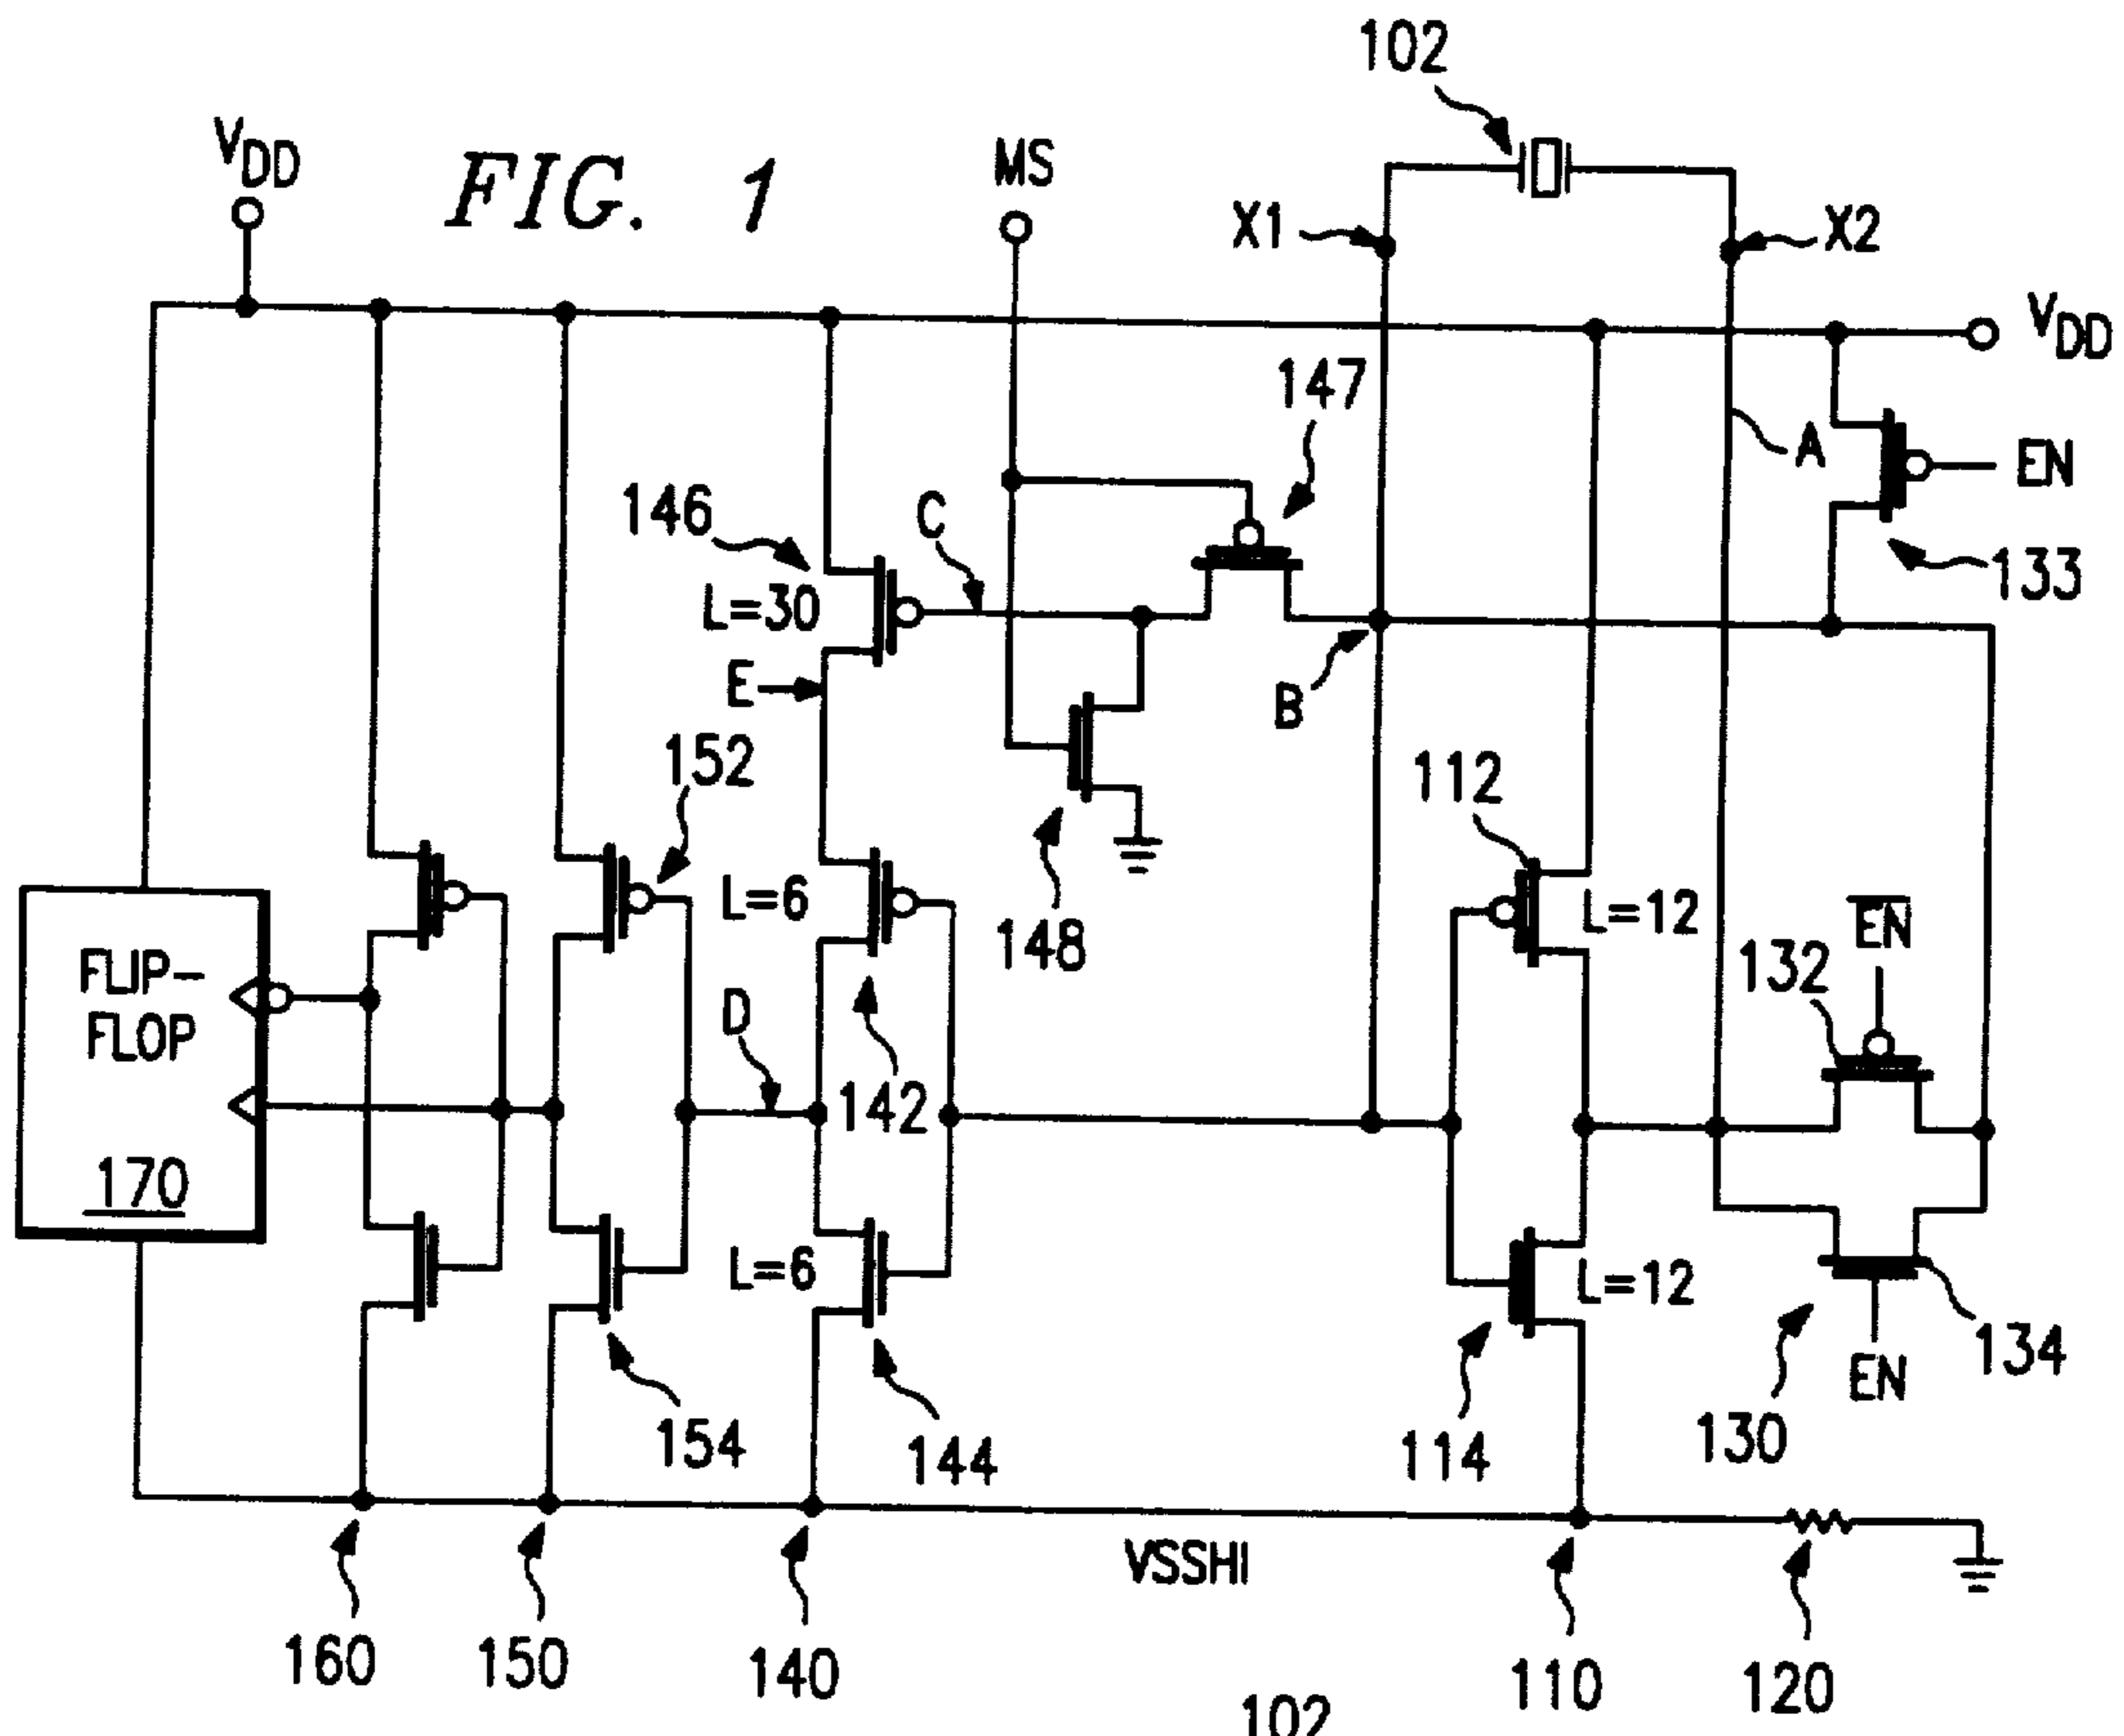 102
VDD
FIG. 1
MS
X1
X2
VDD
147
A
EN
146
C
133
L=30
E
B
152
112
L=6
148
L=12
EN
132
FLIP-
FLOP
D
142
170
L=6
L=12
134
EN
154
144
114
130
VSSHI
160
150
140
110
120
102